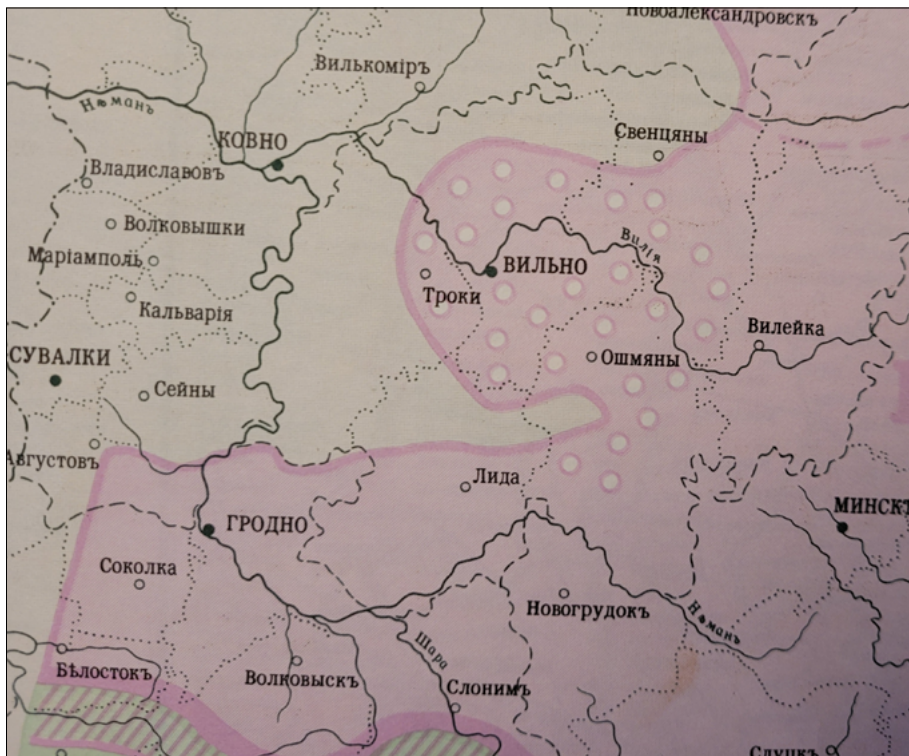 Новоалександровскъ
Вилькоміръ
Нѣманъ
КОВНО
Свенцяны
Владиславовъ
Волковышки
Маріамполь
Вилія
ВИЛЬНО
Троки
Кальварія
Вилейка
СУВАЛКИ
Ошмяны
Сейны
Августовъ
Лида
МИНСКЪ
ГРОДНО
Соколка
Новогрудокъ
Нѣманъ
Шара
Бѣлостокъ
Волковыскъ
Слонимъ
Слуцкъ